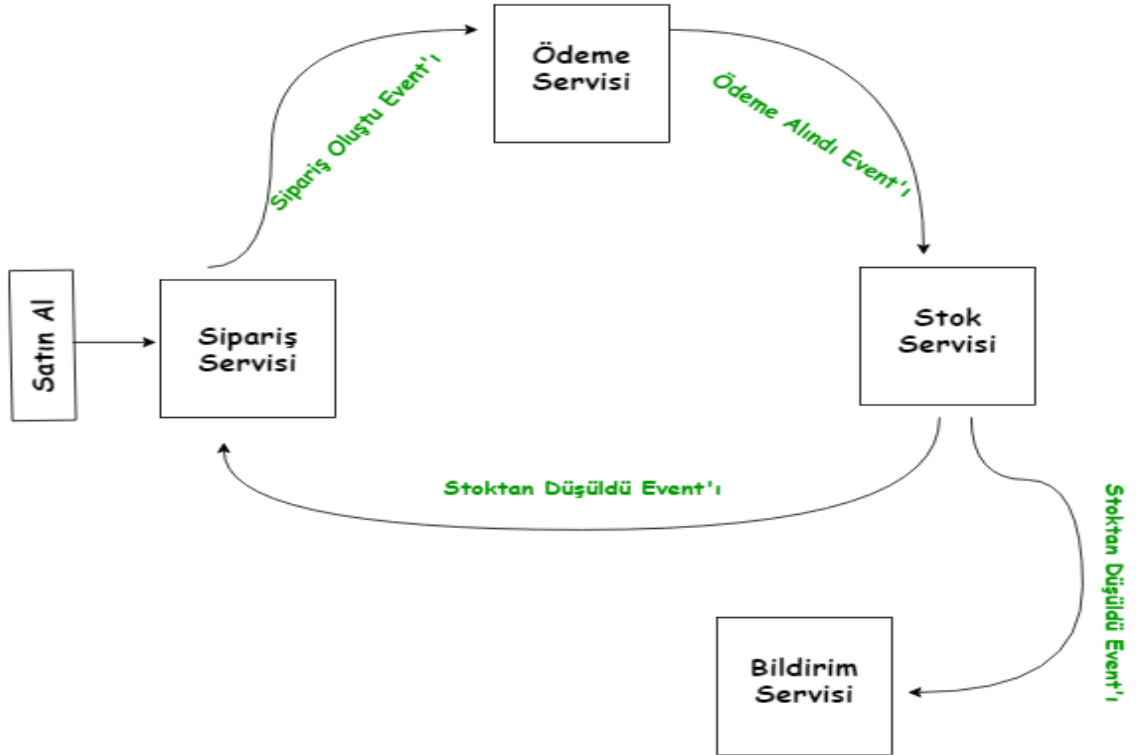 Ödeme
Servisi
Sipariş Oluştu Event'ı
Ödeme Alındı Event'ı
Satın Al
Sipariş
Servisi
Stok
Servisi
Stoktan Düşüldü Event'ı
Stoktan Düşüldü Event'ı
Bildirim
Servisi